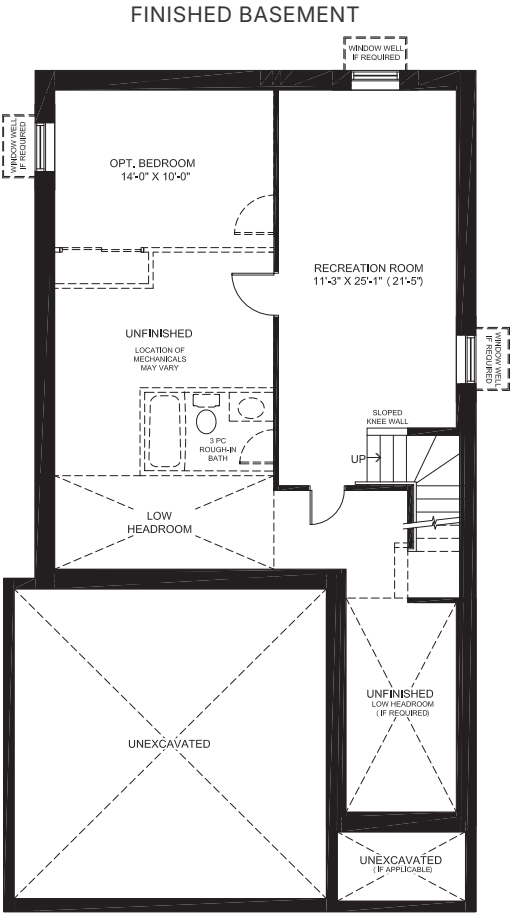 FINISHED BASEMENT
WINDOW WELL
IF REQUIRED
WINDOW WELL
IF REQUIRED
OPT. BEDROOM
14'-0" X 10'-0"
RECREATION ROOM
11'-3" X 25'-1" ( 21'-5")
UNFINISHED
LOCATION OF
MECHANICALS
MAY VARY
WINDOW WELL
IF REQUIRED
SLOPED
KNEE WALL
3 PC
ROUGH-IN
BATH
UP
LOW
HEADROOM
UNFINISHED
LOW HEADROOM
( IF REQUIRED)
UNEXCAVATED
UNEXCAVATED
( IF APPLICABLE)